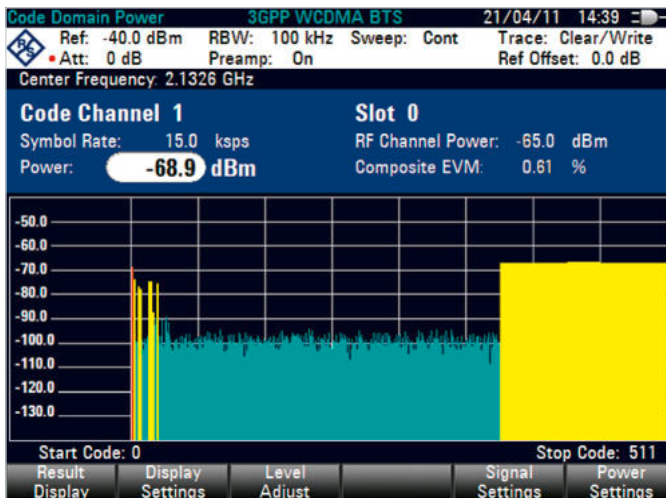 Code Domain Power 3GPP WCDMA BTS 21/04/11 14:39
Ref: -40.0 dBm RBW: 100 kHz Sweep: Cont Trace: Clear/Write
Att: 0 dB Preamp: On Ref Offset: 0.0 dB
Center Frequency: 2.1326 GHz
Code Channel 1 Slot 0
Symbol Rate: 15.0 ksps RF Channel Power: -65.0 dBm
Power: -68.9 dBm Composite EVM: 0.61 %
-50.0
-60.0
-70.0
-80.0
-90.0
-100.0
-110.0
-120.0
-130.0
Start Code: 0 Stop Code: 511
Result Display Level Signal Power
Display Settings Adjust Settings Settings